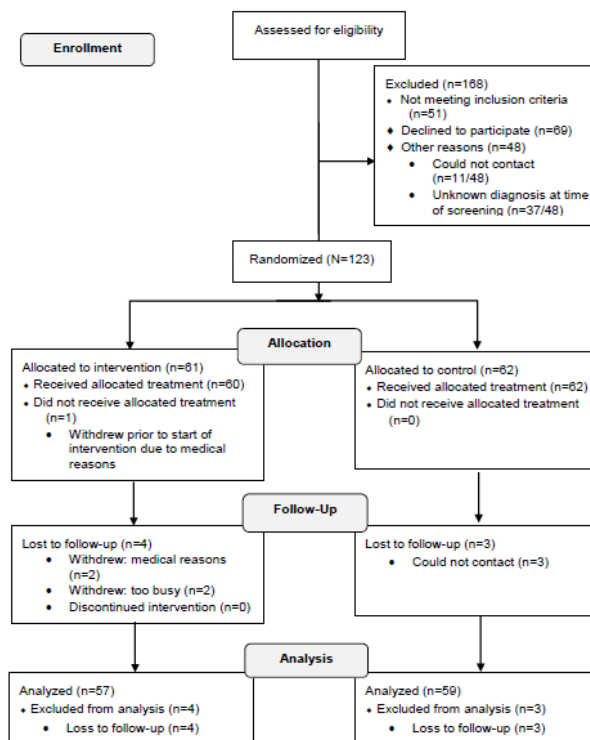 Assessed for eligibility
Enrollment
Excluded (n=168)
⬩ Not meeting inclusion criteria
(n=51)
♦ Declined to participate (n=69)
♦ Other reasons (n=48)
• Could not contact
(n=11/48)
• Unknown diagnosis at time
of screening (n=37/48)
Randomized (N=123)
Allocation
Allocated to intervention (n=61)
⬩ Received allocated treatment (n=60)
⬩ Did not receive allocated treatment
(n=1)
• Withdrew prior to start of
intervention due to medical
reasons
Allocated to control (n=62)
⬩ Received allocated treatment (n=62)
⬩ Did not receive allocated treatment
(n=0)
Follow-Up
Lost to follow-up (n=4)
• Withdrew: medical reasons
(n=2)
• Withdrew: too busy (n=2)
• Discontinued intervention (n=0)
Lost to follow-up (n=3)
• Could not contact (n=3)
Analysis
Analyzed (n=57)
⬩ Excluded from analysis (n=4)
• Loss to follow-up (n=4)
Analyzed (n=59)
⬩ Excluded from analysis (n=3)
• Loss to follow-up (n=3)